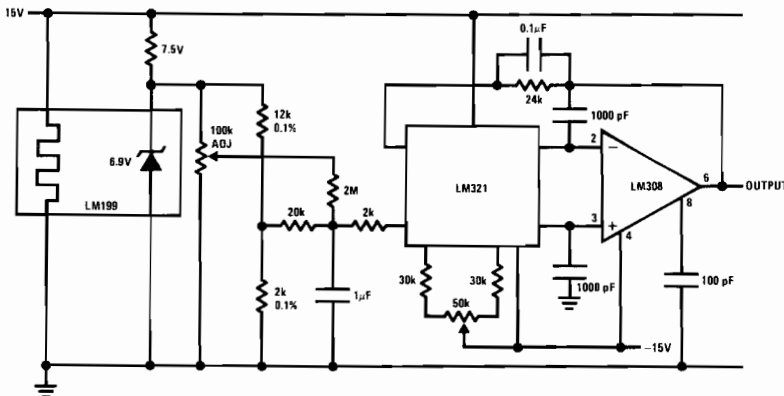 15V
7.5V
0.1μF
24k
1000 pF
12k
0.1%
100k
ADJ
6.9V
LM199
2M
20k
2k
LM321
2
3
4
6
8
LM308
OUTPUT
30k
30k
50k
1000 pF
100 pF
2k
0.1%
1μF
−15V